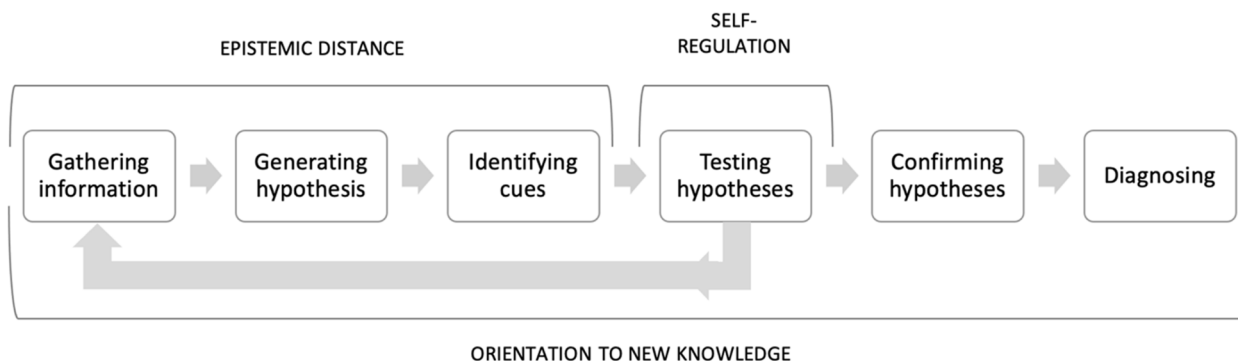 SELF-
REGULATION
EPISTEMIC DISTANCE
Gathering
information
Generating
hypothesis
Identifying
cues
Testing
hypotheses
Confirming
hypotheses
Diagnosing
ORIENTATION TO NEW KNOWLEDGE